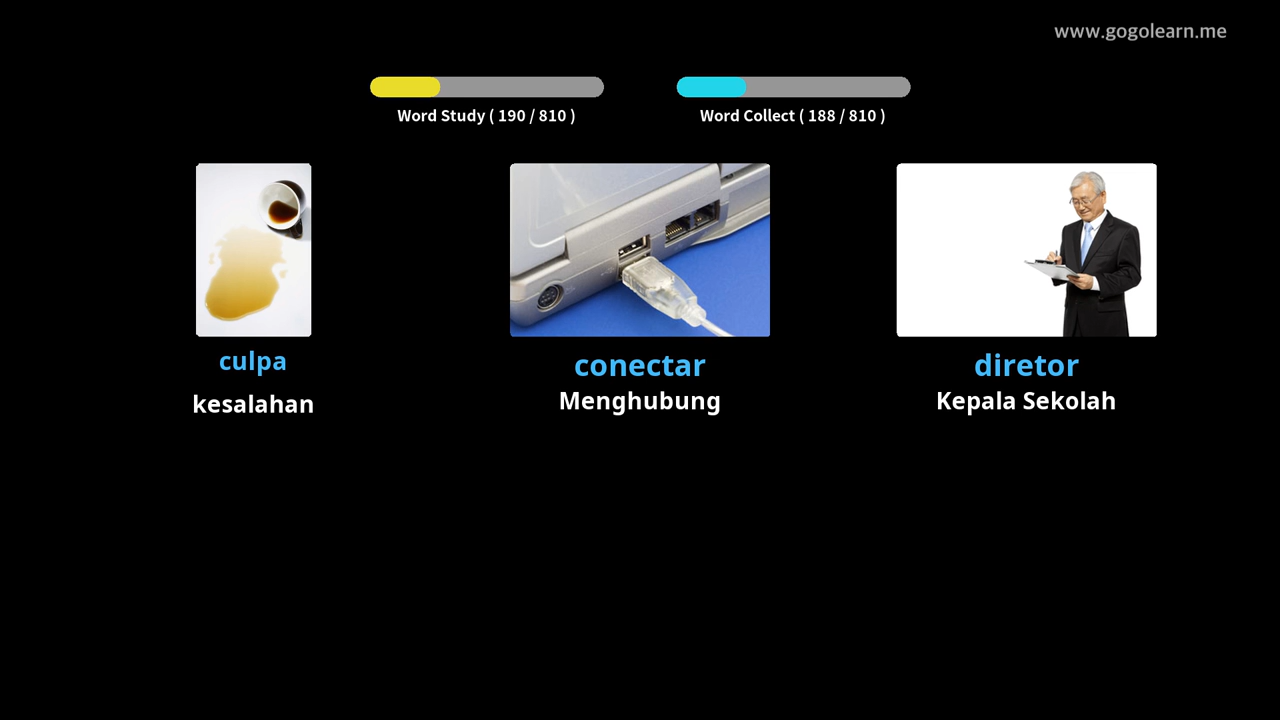 www.gogolearn.me
Word Study ( 190 / 810 )
Word Collect ( 188 / 810 )
culpa
kesalahan
conectar
Menghubung
diretor
Kepala Sekolah